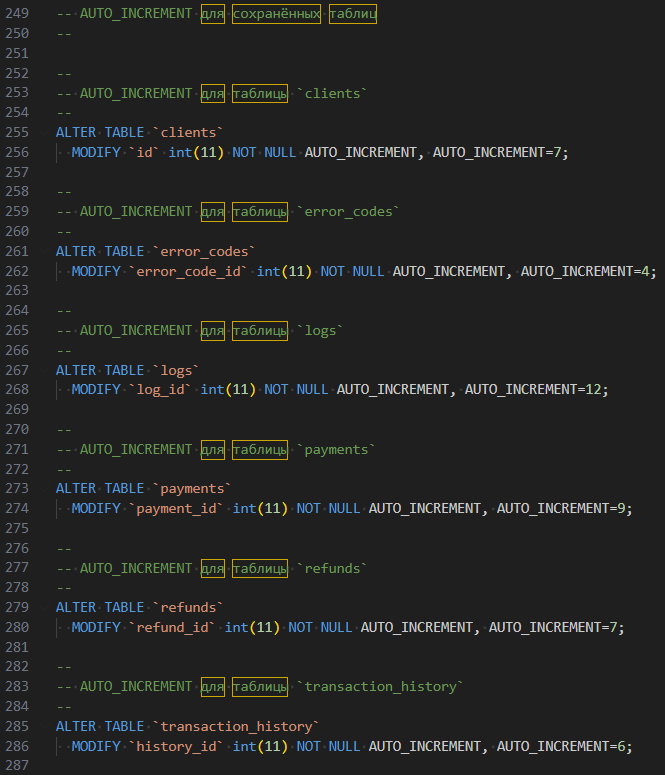 249 -- AUTO_INCREMENT для сохранённых таблиц
250 --
251
252 --
253 -- AUTO_INCREMENT для таблицы `clients`
254 --
255 ALTER TABLE `clients`
256   MODIFY `id` int(11) NOT NULL AUTO_INCREMENT, AUTO_INCREMENT=7;
257
258 --
259 -- AUTO_INCREMENT для таблицы `error_codes`
260 --
261 ALTER TABLE `error_codes`
262   MODIFY `error_code_id` int(11) NOT NULL AUTO_INCREMENT, AUTO_INCREMENT=4;
263
264 --
265 -- AUTO_INCREMENT для таблицы `logs`
266 --
267 ALTER TABLE `logs`
268   MODIFY `log_id` int(11) NOT NULL AUTO_INCREMENT, AUTO_INCREMENT=12;
269
270 --
271 -- AUTO_INCREMENT для таблицы `payments`
272 --
273 ALTER TABLE `payments`
274   MODIFY `payment_id` int(11) NOT NULL AUTO_INCREMENT, AUTO_INCREMENT=9;
275
276 --
277 -- AUTO_INCREMENT для таблицы `refunds`
278 --
279 ALTER TABLE `refunds`
280   MODIFY `refund_id` int(11) NOT NULL AUTO_INCREMENT, AUTO_INCREMENT=7;
281
282 --
283 -- AUTO_INCREMENT для таблицы `transaction_history`
284 --
285 ALTER TABLE `transaction_history`
286   MODIFY `history_id` int(11) NOT NULL AUTO_INCREMENT, AUTO_INCREMENT=6;
287